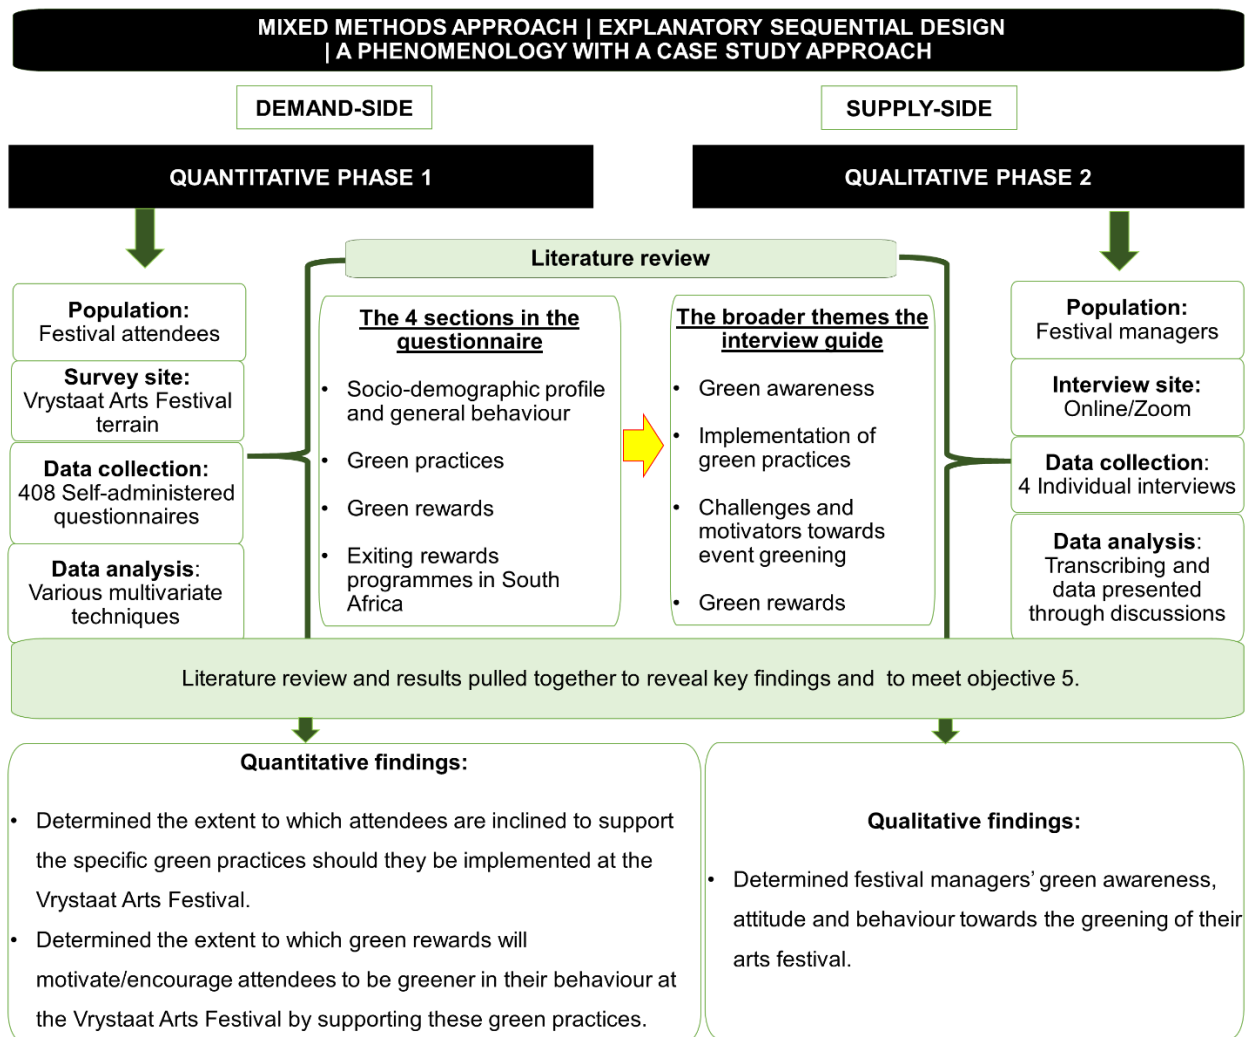 MIXED METHODS APPROACH | EXPLANATORY SEQUENTIAL DESIGN
| A PHENOMENOLOGY WITH A CASE STUDY APPROACH
DEMAND-SIDE
SUPPLY-SIDE
QUANTITATIVE PHASE 1
QUALITATIVE PHASE 2
Literature review
Population:
Festival attendees
Survey site:
Vrystaat Arts Festival
terrain
Data collection:
408 Self-administered
questionnaires
Data analysis:
Various multivariate
techniques
The 4 sections in the
questionnaire
• Socio-demographic profile
and general behaviour
• Green practices
• Green rewards
• Exiting rewards
programmes in South
Africa
The broader themes the
interview guide
• Green awareness
• Implementation of
green practices
• Challenges and
motivators towards
event greening
• Green rewards
Population:
Festival managers
Interview site:
Online/Zoom
Data collection:
4 Individual interviews
Data analysis:
Transcribing and
data presented
through discussions
Literature review and results pulled together to reveal key findings and to meet objective 5.
Quantitative findings:
• Determined the extent to which attendees are inclined to support
the specific green practices should they be implemented at the
Vrystaat Arts Festival.
• Determined the extent to which green rewards will
motivate/encourage attendees to be greener in their behaviour at
the Vrystaat Arts Festival by supporting these green practices.
Qualitative findings:
• Determined festival managers’ green awareness,
attitude and behaviour towards the greening of their
arts festival.